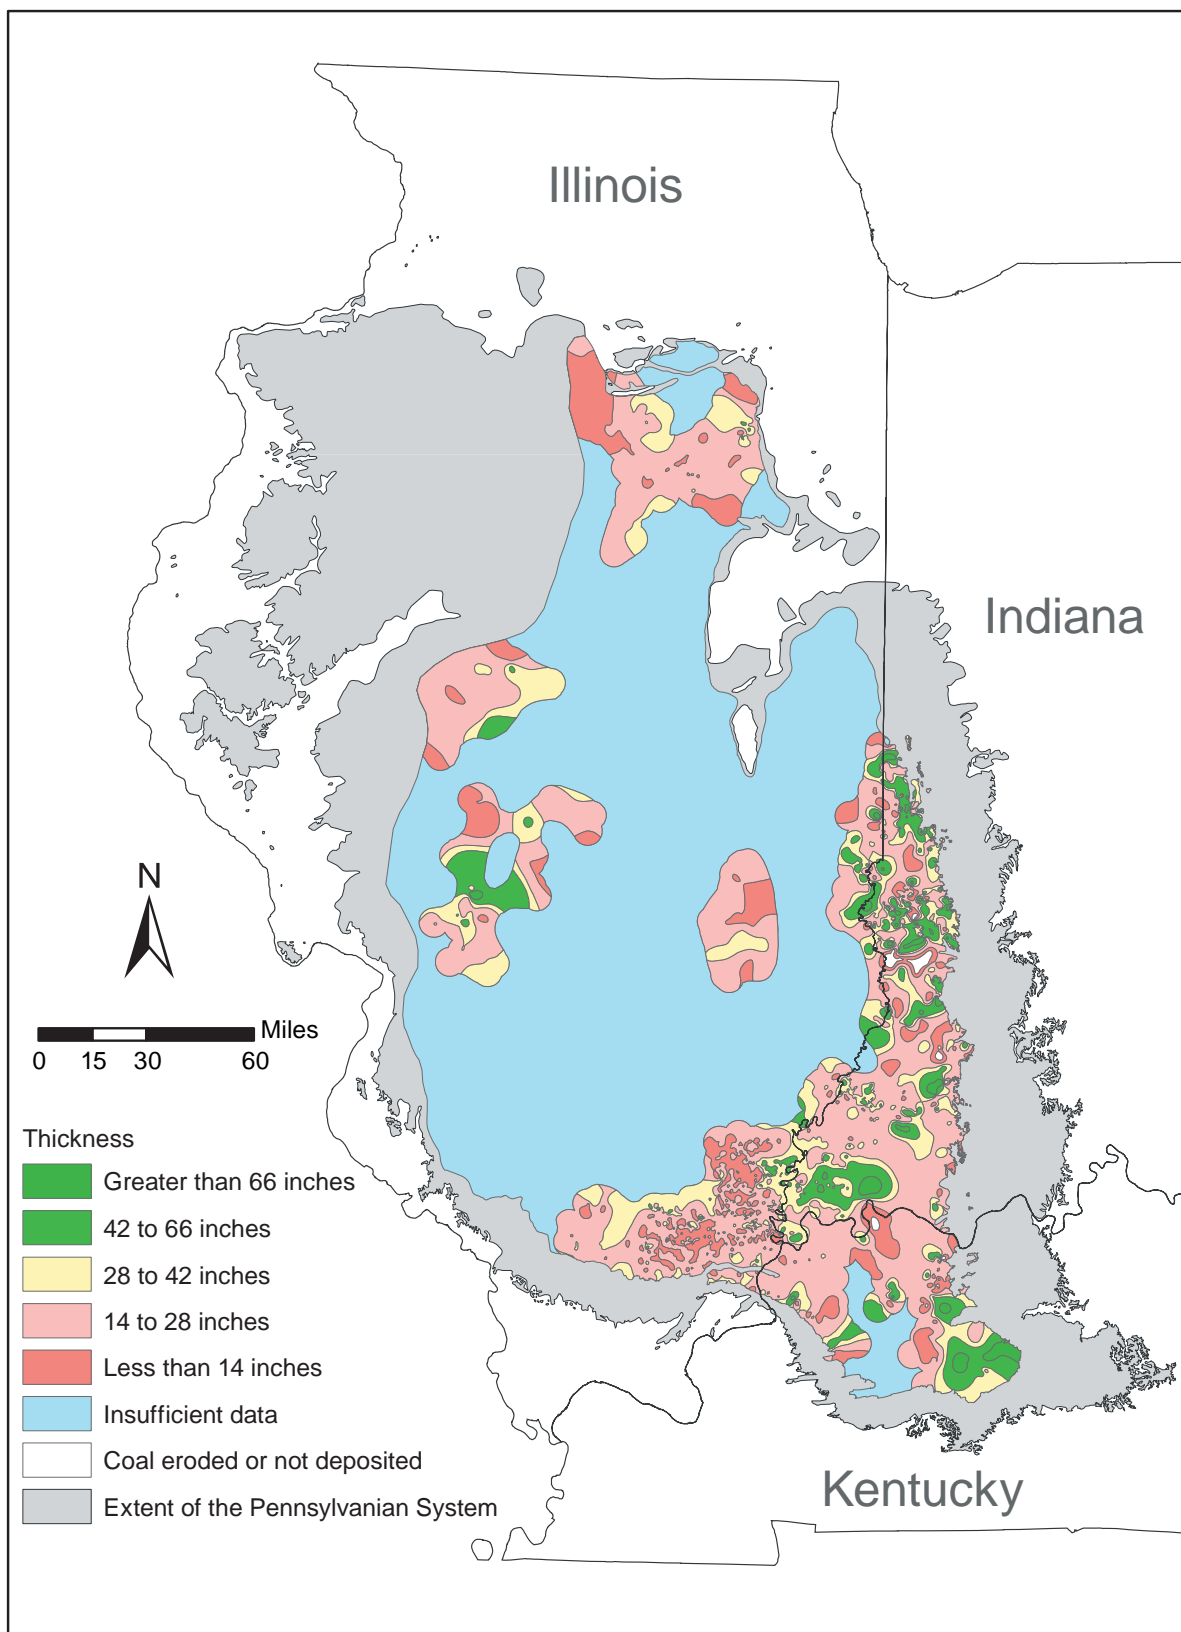 Illinois
Indiana
N
Miles
0 15 30 60
Thickness
Greater than 66 inches
42 to 66 inches
28 to 42 inches
14 to 28 inches
Less than 14 inches
Insufficient data
Coal eroded or not deposited
Extent of the Pennsylvanian System
Kentucky